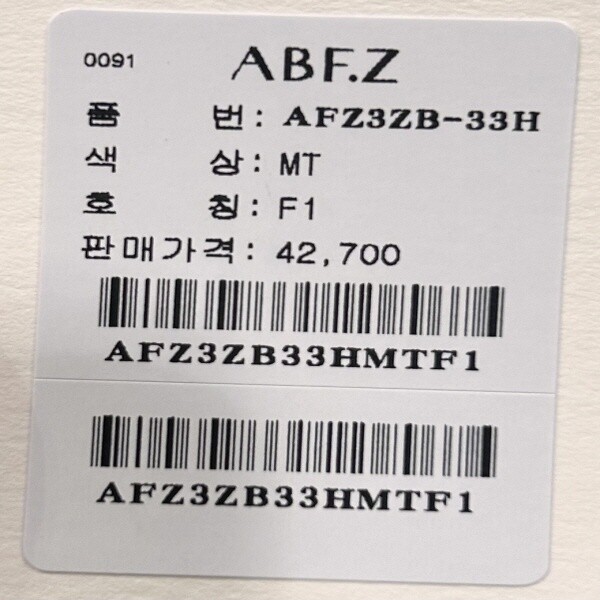 0091 ABF.Z
품 번: AFZ3ZB-33H
색 상: MT
호 칭: F1
판매가격: 42,700
AFZ3ZB33HMTF1
AFZ3ZB33HMTF1